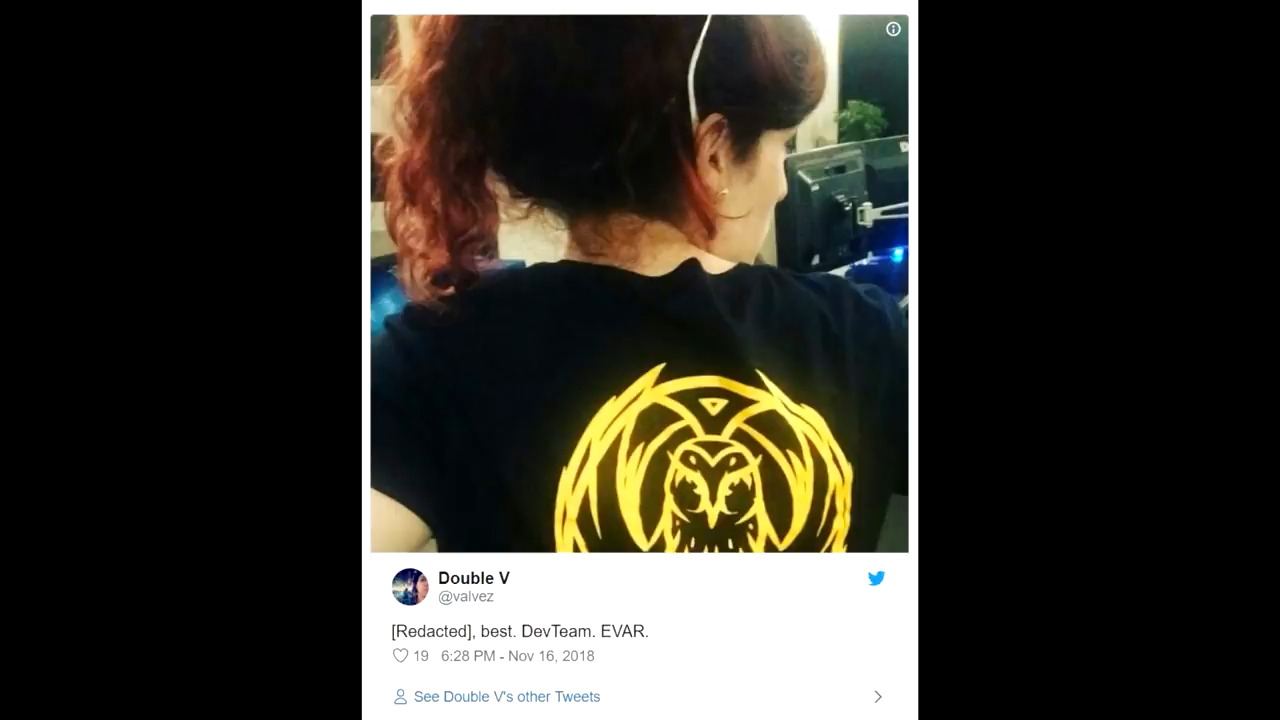 Double V
@valvez
[Redacted], best. DevTeam. EVAR.
19 6:28 PM - Nov 16, 2018
See Double V's other Tweets